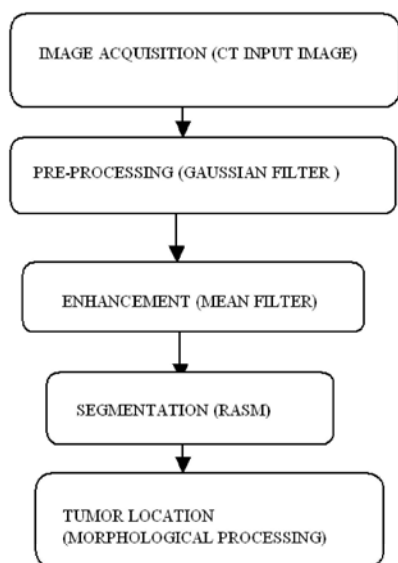 IMAGE ACQUISITION (CT INPUT IMAGE)
PRE-PROCESSING (GAUSSIAN FILTER )
ENHANCEMENT (MEAN FILTER)
SEGMENTATION (RASM)
TUMOR LOCATION
(MORPHOLOGICAL PROCESSING)